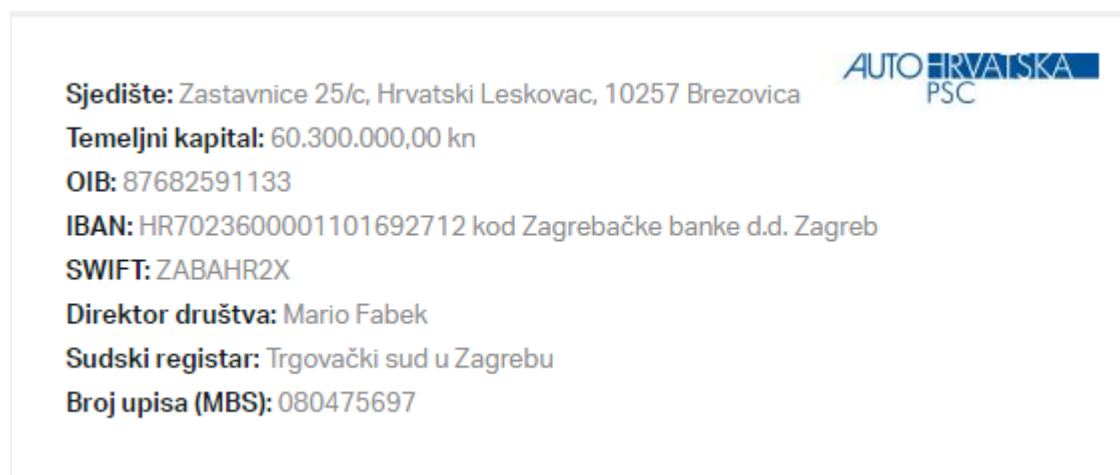 AUTO HRVATSKA
PSC
Sjedište: Zastavnice 25/c, Hrvatski Leskovac, 10257 Brezovica
Temeljni kapital: 60.300.000,00 kn
OIB: 87682591133
IBAN: HR7023600001101692712 kod Zagrebačke banke d.d. Zagreb
SWIFT: ZABAHR2X
Direktor društva: Mario Fabek
Sudski registar: Trgovački sud u Zagrebu
Broj upisa (MBS): 080475697